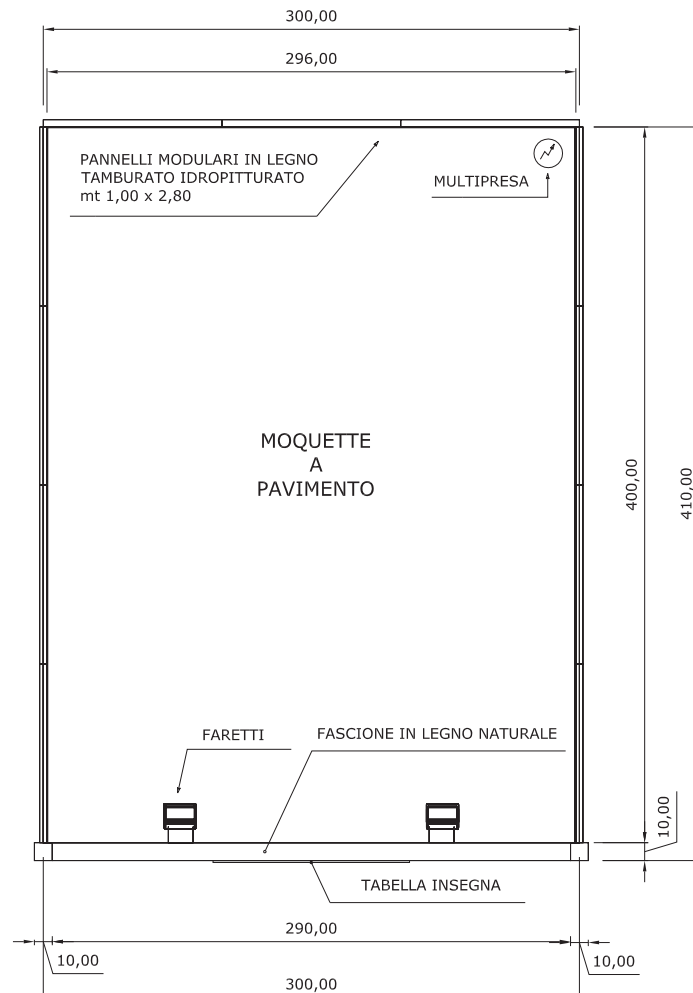 300,00
296,00
PANNELLI MODULARI IN LEGNO
TAMBURATO IDROPITTURATO
mt 1,00 x 2,80
MULTIPRESA
MOQUETTE
A
PAVIMENTO
400,00
410,00
FARETTI
FASCIONE IN LEGNO NATURALE
10,00
TABELLA INSEGNA
290,00
10,00
10,00
300,00